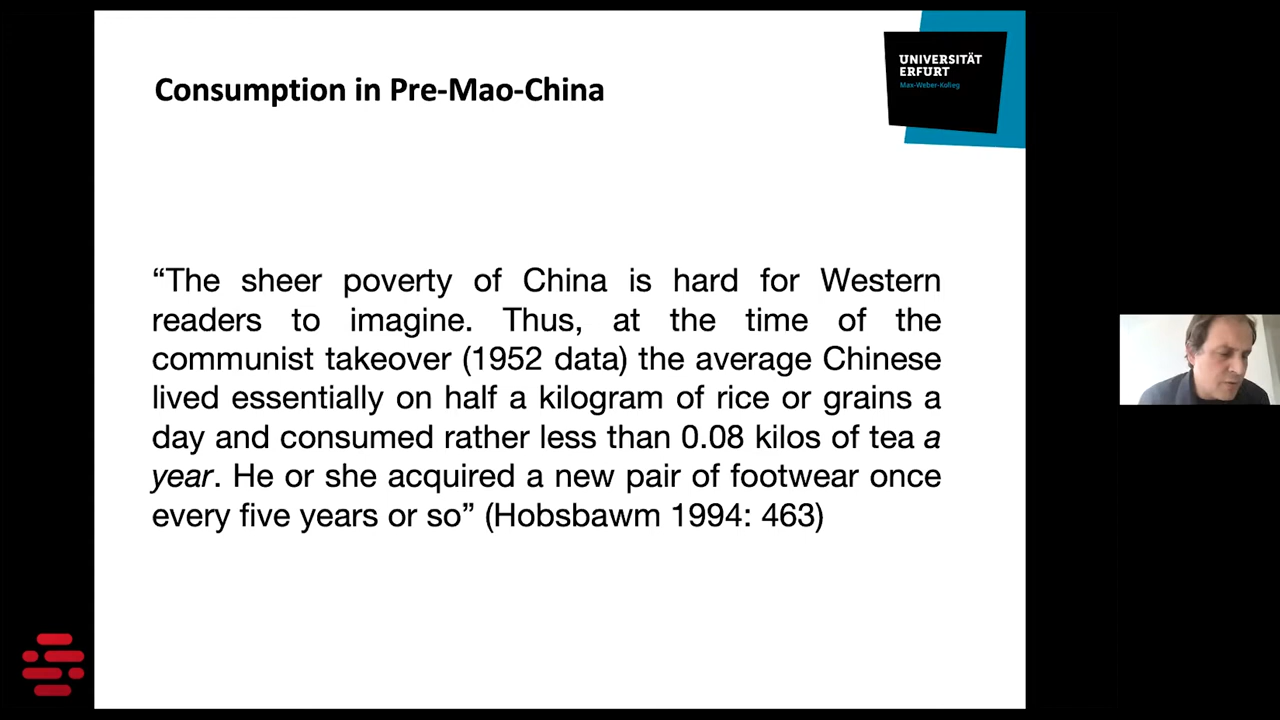 Consumption in Pre-Mao-China
UNIVERSITÄT
ERFURT
Max-Weber-Kolleg
“The sheer poverty of China is hard for Western
readers to imagine. Thus, at the time of the
communist takeover (1952 data) the average Chinese
lived essentially on half a kilogram of rice or grains a
day and consumed rather less than 0.08 kilos of tea a
year. He or she acquired a new pair of footwear once
every five years or so” (Hobsbawm 1994: 463)